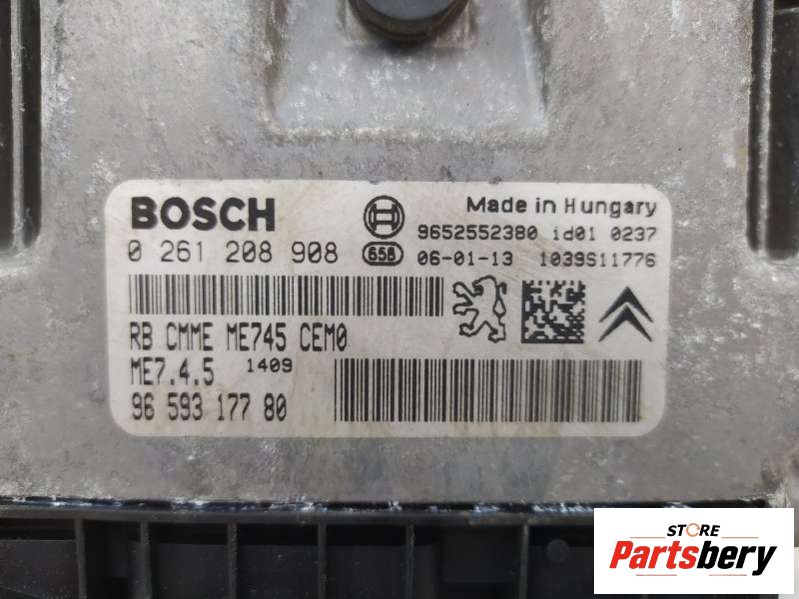 BOSCH
Made in Hungary
0 261 208 908
9652552380 id01 0237
658
06-01-13 1039S11776
RB CMME ME745 CEM0
ME7.4.5 1409
96 593 177 80
STORE
Partsbery